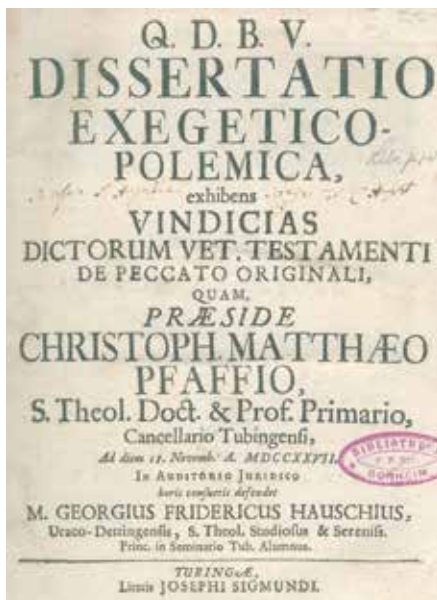 Q. D. B. V.
DISSERTATIO
EXEGETICO-
POLEMICA,
exhibens
VINDICIAS
DICTORUM VET. TESTAMENTI
DE PECCATO ORIGINALI,
QUAM,
PRÆSIDE
CHRISTOPH. MATTHÆO
PFAFFIO,
S. Theol. Doct. & Prof. Primario,
Cancellario Tubingensi,
Ad diem Novemb. A. MDCCXXVII.
IN AUDITORIO JURIDICO
horis consuetis defendet
M. GEORGIUS FRIDERICUS HAUSCHIUS,
Uraco-Dettingensis, S. Theol. Studiosus & Sereniss.
Princ. in Seminario Tub. Alumnus.
TUBINGÆ,
Literis JOSEPHI SIGMUNDI.